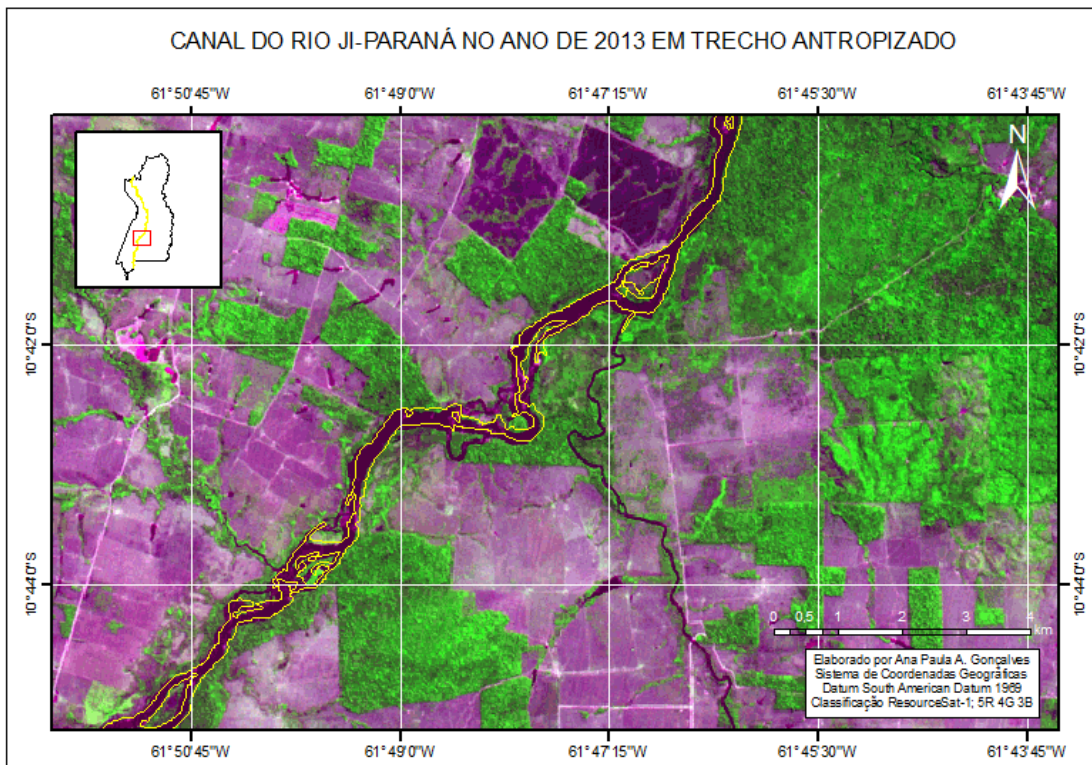 CANAL DO RIO JI-PARANÁ NO ANO DE 2013 EM TRECHO ANTROPIZADO
61°50'45"W 61°49'0"W 61°47'15"W 61°45'30"W 61°43'45"W
N
10°42'0"S 10°42'0"S
10°44'0"S 10°44'0"S
0 0,5 1 2 3 4
km
Elaborado por Ana Paula A. Gonçalves
Sistema de Coordenadas Geográficas
Datum South American Datum 1969
Classificação ResourceSat-1; 5R 4G 3B
61°50'45"W 61°49'0"W 61°47'15"W 61°45'30"W 61°43'45"W